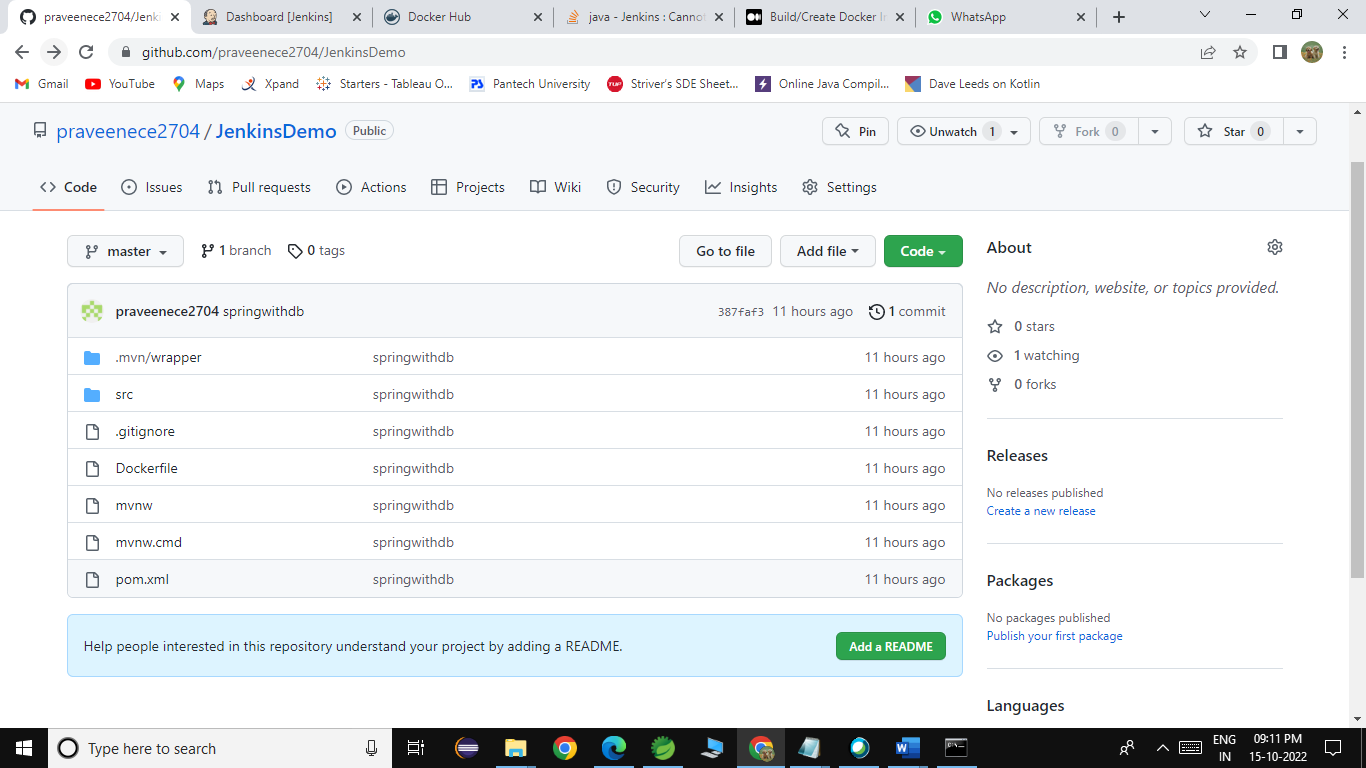 praveenece2704/Jenki
Dashboard [Jenkins]
Docker Hub
java - Jenkins : Cannot
Build/Create Docker I
WhatsApp
github.com/praveenece2704/JenkinsDemo
Gmail
YouTube
Maps
Xpand
Starters - Tableau O...
Pantech University
Striver's SDE Sheet...
Online Java Compil...
Dave Leeds on Kotlin
praveenece2704 / JenkinsDemo Public
Pin
Unwatch 1
Fork 0
Star 0
Code
Issues
Pull requests
Actions
Projects
Wiki
Security
Insights
Settings
master
1 branch
0 tags
Go to file
Add file
Code
praveenece2704 springwithdb 387faf3 11 hours ago 1 commit
.mvn/wrapper springwithdb 11 hours ago
src springwithdb 11 hours ago
.gitignore springwithdb 11 hours ago
Dockerfile springwithdb 11 hours ago
mvnw springwithdb 11 hours ago
mvnw.cmd springwithdb 11 hours ago
pom.xml springwithdb 11 hours ago
Help people interested in this repository understand your project by adding a README.
Add a README
About
No description, website, or topics provided.
0 stars
1 watching
0 forks
Releases
No releases published
Create a new release
Packages
No packages published
Publish your first package
Languages
Type here to search
ENG
IN
09:11 PM
15-10-2022